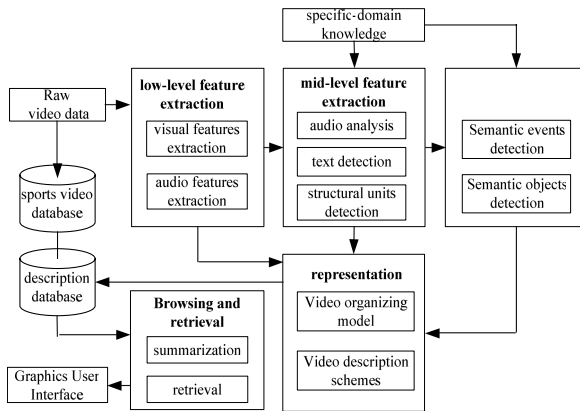 specific-domain
knowledge
Raw
video data
low-level feature
extraction
visual features
extraction
audio features
extraction
mid-level feature
extraction
audio analysis
text detection
structural units
detection
Semantic events
detection
Semantic objects
detection
sports video
database
description
database
representation
Video organizing
model
Video description
schemes
Browsing and
retrieval
summarization
retrieval
Graphics User
Interface